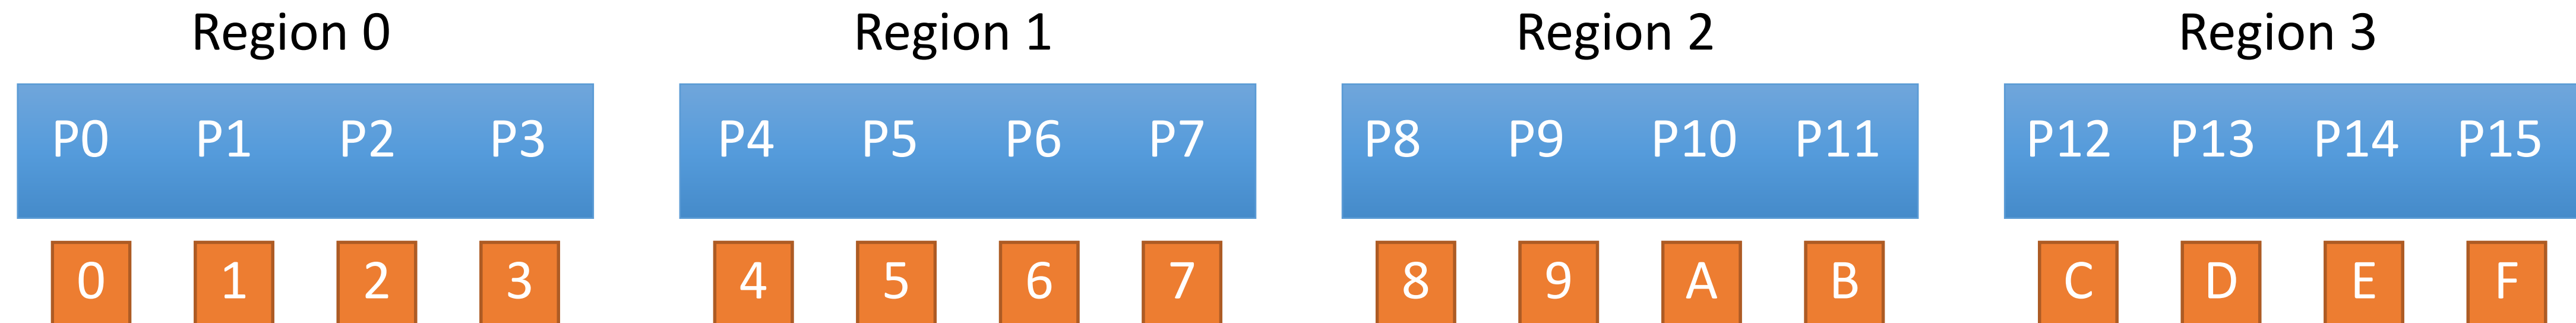 Region 0 Region 1 Region 2 Region 3
P0 P1 P2 P3 P4 P5 P6 P7 P8 P9 P10 P11 P12 P13 P14 P15
0 1 2 3 4 5 6 7 8 9 A B C D E F